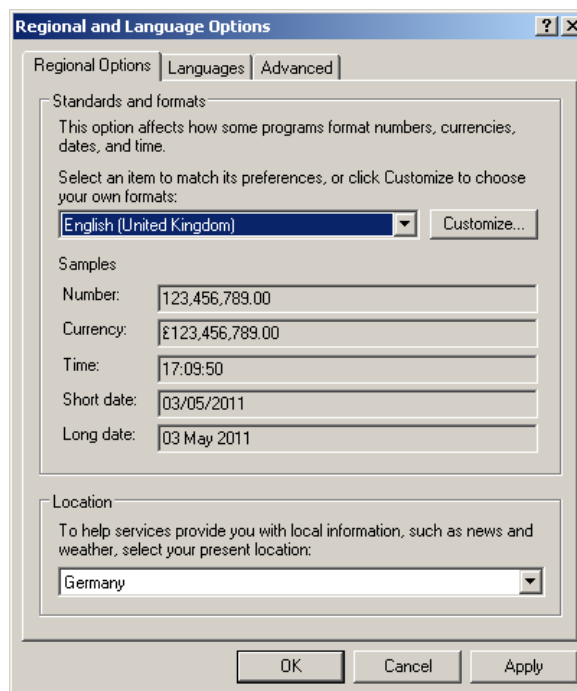 Regional and Language Options
Regional Options Languages Advanced
Standards and formats
This option affects how some programs format numbers, currencies,
dates, and time.
Select an item to match its preferences, or click Customize to choose
your own formats:
English (United Kingdom) Customize...
Samples
Number: 123,456,789.00
Currency: £123,456,789.00
Time: 17:09:50
Short date: 03/05/2011
Long date: 03 May 2011
Location
To help services provide you with local information, such as news and
weather, select your present location:
Germany
OK Cancel Apply